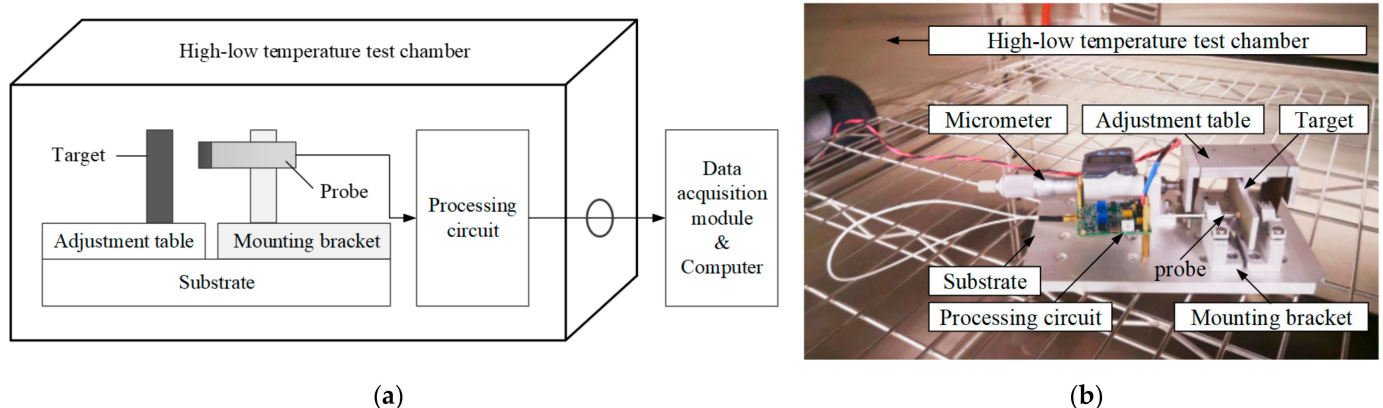 High-low temperature test chamber
Target
Probe
Adjustment table
Mounting bracket
Substrate
Processing
circuit
Data
acquisition
module
&
Computer
(a)
High-low temperature test chamber
Micrometer
Adjustment table
Target
Substrate
probe
Processing circuit
Mounting bracket
(b)